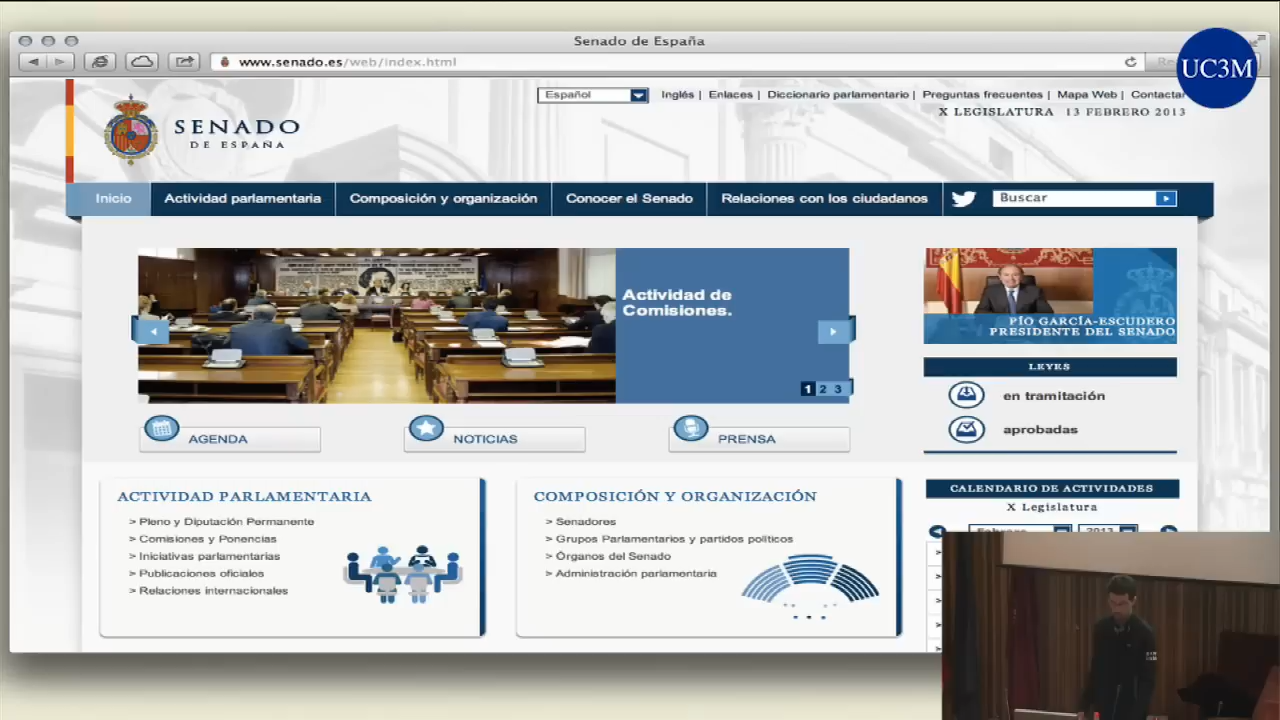 Senado de España
www.senado.es/web/index.html
UC3M
Español
Inglés | Enlaces | Diccionario parlamentario | Preguntas frecuentes | Mapa Web | Contactar
X LEGISLATURA 13 FEBRERO 2013
SENADO
DE ESPAÑA
Inicio
Actividad parlamentaria
Composición y organización
Conocer el Senado
Relaciones con los ciudadanos
Buscar
Actividad de
Comisiones.
1 2 3
PÍO GARCÍA-ESCUDERO
PRESIDENTE DEL SENADO
LEYES
en tramitación
aprobadas
AGENDA
NOTICIAS
PRENSA
ACTIVIDAD PARLAMENTARIA
> Pleno y Diputación Permanente
> Comisiones y Ponencias
> Iniciativas parlamentarias
> Publicaciones oficiales
> Relaciones internacionales
COMPOSICIÓN Y ORGANIZACIÓN
> Senadores
> Grupos Parlamentarios y partidos políticos
> Órganos del Senado
> Administración parlamentaria
CALENDARIO DE ACTIVIDADES
X Legislatura
Febrero
2013